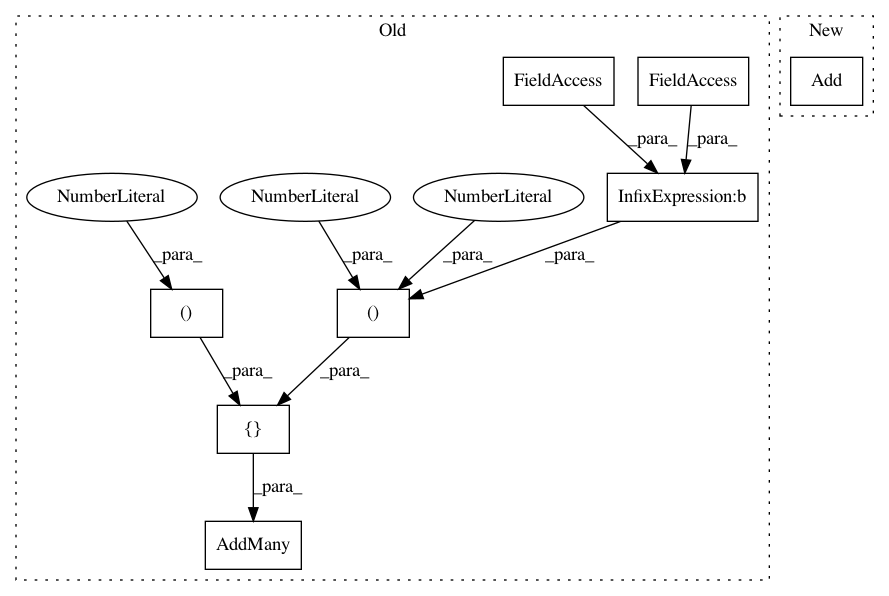 Old
New
FieldAccess
FieldAccess
Add
_para_
_para_
NumberLiteral
NumberLiteral
NumberLiteral
InfixExpression:b
_para_
_para_
_para_
_para_
()
()
_para_
_para_
{}
_para_
AddMany